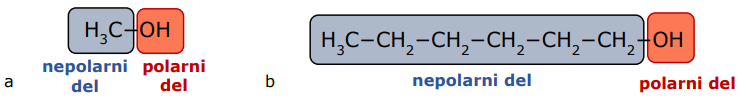 H₃C–OH
nepolarni del
polarni del
a
H₃C–CH₂–CH₂–CH₂–CH₂–CH₂–OH
nepolarni del
polarni del
b